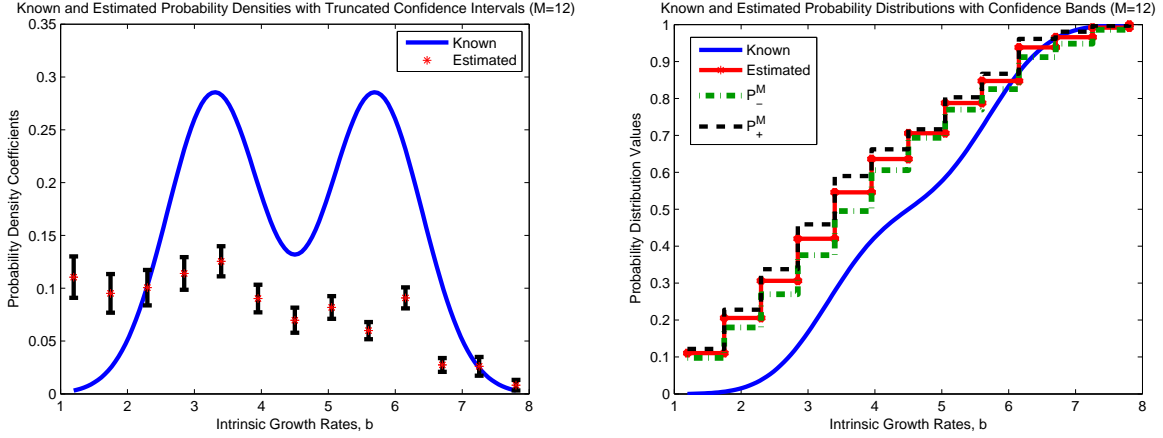 Known and Estimated Probability Densities with Truncated Confidence Intervals (M=12)
0.35
0.3
0.25
0.2
0.15
0.1
0.05
0
Probability Density Coefficients
Known
Estimated
1 2 3 4 5 6 7 8
Intrinsic Growth Rates, b
Known and Estimated Probability Distributions with Confidence Bands (M=12)
1
0.9
0.8
0.7
0.6
0.5
0.4
0.3
0.2
0.1
0
Probability Distribution Values
Known
Estimated
P_-^M
P_+^M
1 2 3 4 5 6 7 8
Intrinsic Growth Rates, b